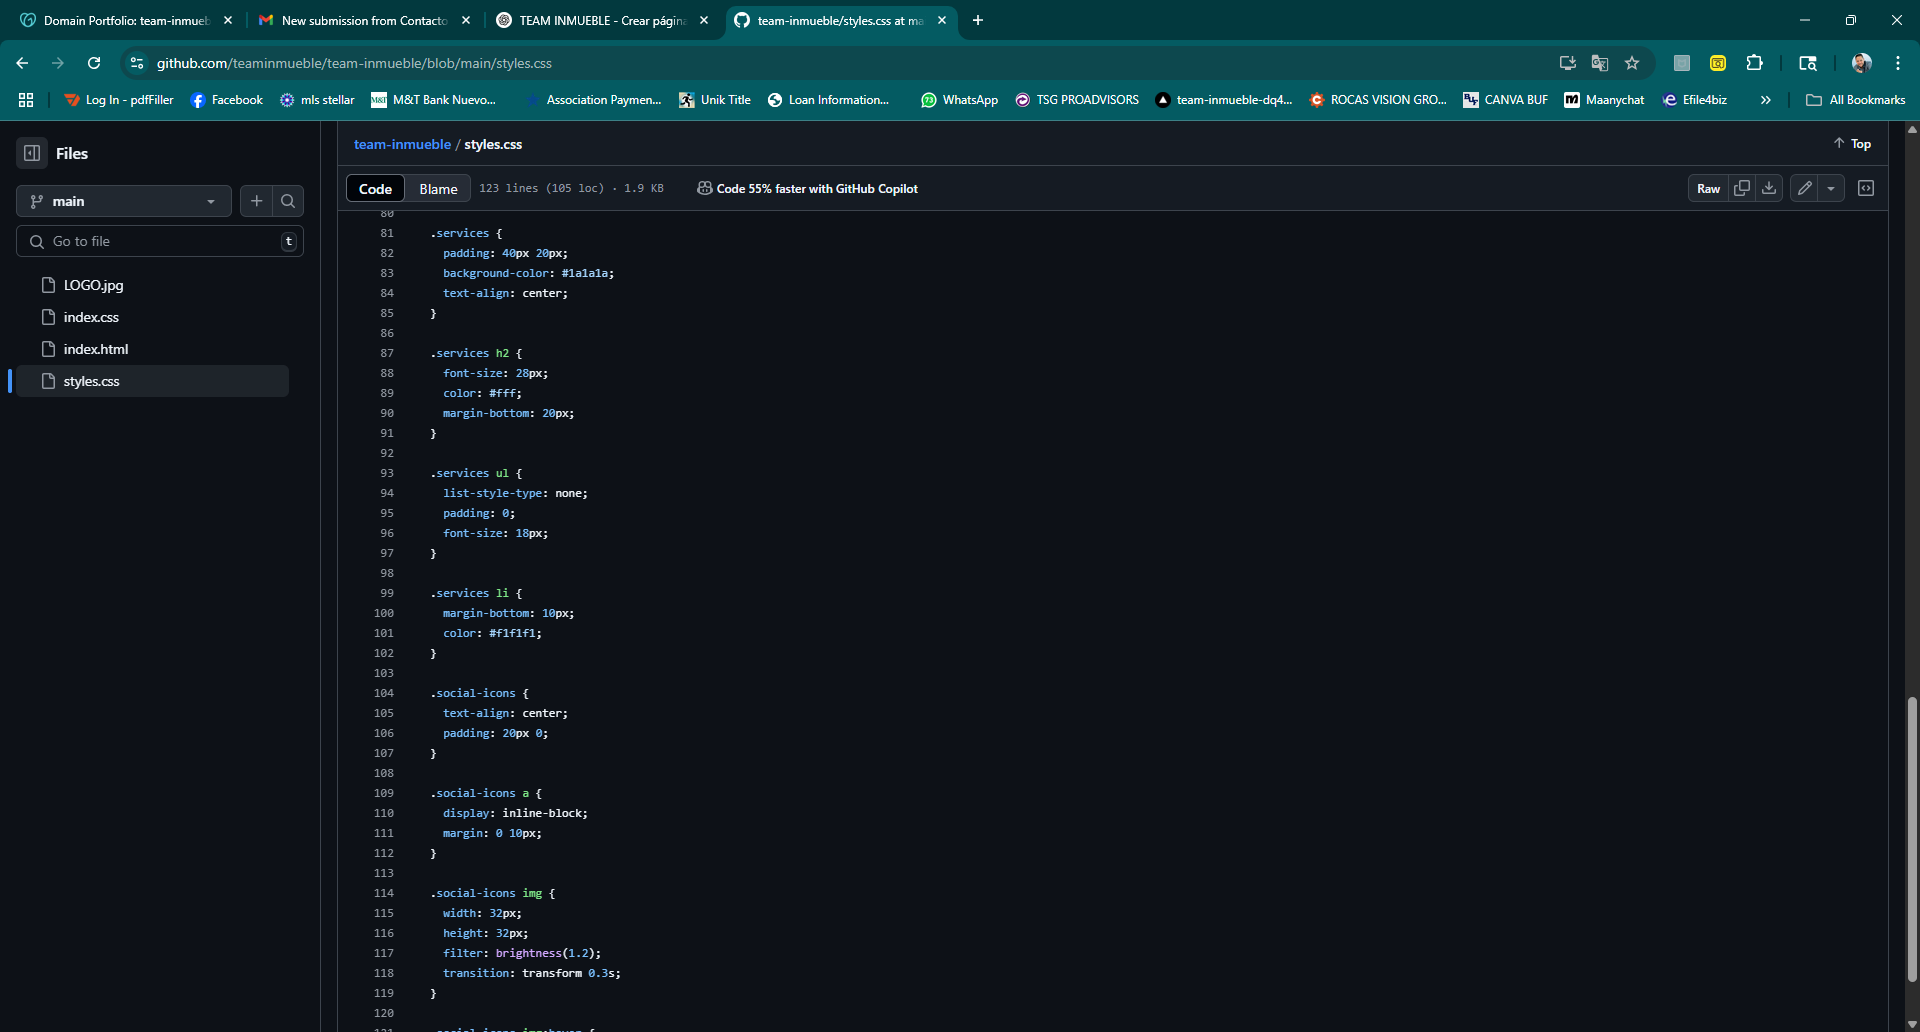 Domain Portfolio: team-inmueb
New submission from Contacto
TEAM INMUEBLE - Crear página
team-inmueble/styles.css at ma
github.com/teaminmueble/team-inmueble/blob/main/styles.css
Log In - pdfFiller
Facebook
mls stellar
M&T Bank Nuevo...
Association Paymen...
Unik Title
Loan Information...
WhatsApp
TSG PROADVISORS
team-inmueble-dq4...
ROCAS VISION GRO...
CANVA BUF
Maanychat
Efile4biz
All Bookmarks
Files
main
Go to file
t
LOGO.jpg
index.css
index.html
styles.css
team-inmueble / styles.css
Top
Code
Blame
123 lines (105 loc) · 1.9 KB
Code 55% faster with GitHub Copilot
Raw
80
81 .services {
82 padding: 40px 20px;
83 background-color: #1a1a1a;
84 text-align: center;
85 }
86
87 .services h2 {
88 font-size: 28px;
89 color: #fff;
90 margin-bottom: 20px;
91 }
92
93 .services ul {
94 list-style-type: none;
95 padding: 0;
96 font-size: 18px;
97 }
98
99 .services li {
100 margin-bottom: 10px;
101 color: #f1f1f1;
102 }
103
104 .social-icons {
105 text-align: center;
106 padding: 20px 0;
107 }
108
109 .social-icons a {
110 display: inline-block;
111 margin: 0 10px;
112 }
113
114 .social-icons img {
115 width: 32px;
116 height: 32px;
117 filter: brightness(1.2);
118 transition: transform 0.3s;
119 }
120
121 .social-icons img:hover {